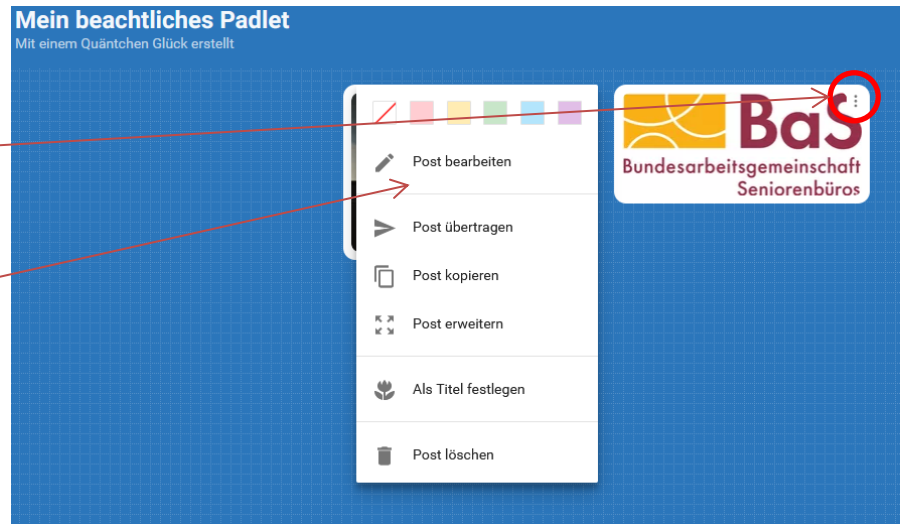 Mein beachtliches Padlet
Mit einem Quäntchen Glück erstellt
Post bearbeiten
Post übertragen
Post kopieren
Post erweitern
Als Titel festlegen
Post löschen
BaS
Bundesarbeitsgemeinschaft
Seniorenbüros